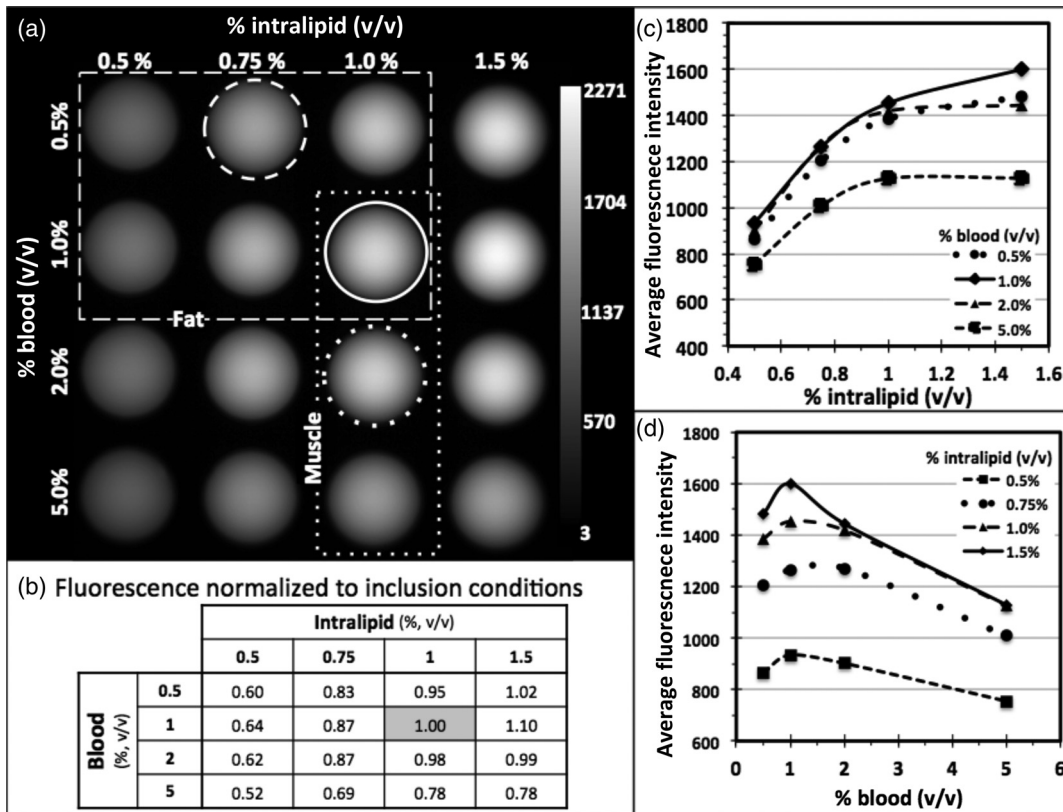 (a)
% intralipid (v/v)
0.5 % 0.75 % 1.0 % 1.5 %
% blood (v/v)
0.5%
1.0%
2.0%
5.0%
Fat
Muscle
2271
1704
1137
570
3
(b) Fluorescence normalized to inclusion conditions
Intralipid (%, v/v)
0.5 0.75 1 1.5
Blood
(%, v/v)
0.5 0.60 0.83 0.95 1.02
1 0.64 0.87 1.00 1.10
2 0.62 0.87 0.98 0.99
5 0.52 0.69 0.78 0.78
(c)
Average fluorescnece intensity
1800
1600
1400
1200
1000
800
600
400
0.4 0.6 0.8 1 1.2 1.4 1.6
% intralipid (v/v)
% blood (v/v)
0.5%
1.0%
2.0%
5.0%
(d)
Average fluorescnece intensity
1800
1600
1400
1200
1000
800
600
0 1 2 3 4 5 6
% blood (v/v)
% intralipid (v/v)
0.5%
0.75%
1.0%
1.5%